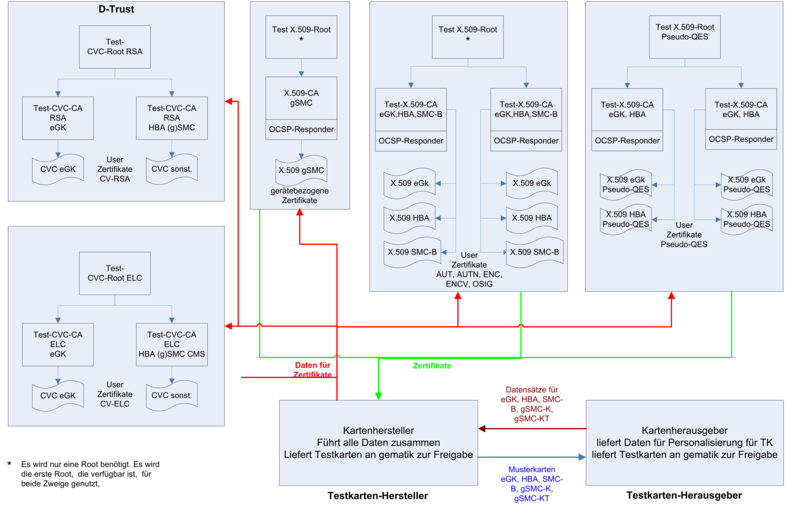 D-Trust
Test-
CVC-Root RSA
Test-CVC-CA
RSA
eGK
Test-CVC-CA
RSA
HBA (g)SMC
CVC eGK
User
Zertifikate
CV-RSA
CVC sonst.
Test-
CVC-Root ELC
Test-CVC-CA
ELC
eGK
Test-CVC-CA
ELC
HBA (g)SMC CMS
CVC eGK
User
Zertifikate
CV-ELC
CVC sonst.
Test X.509-Root
*
X.509-CA
gSMC
OCSP-Responder
X.509 gSMC
gerätebezogene
Zertifikate
Test X.509-Root
*
Test-X.509-CA
eGK,HBA,SMC-B
OCSP-Responder
Test-X.509-CA
eGK,HBA,SMC-B
OCSP-Responder
X.509 eGk
X.509 eGk
X.509 HBA
X.509 HBA
X.509 SMC-B
X.509 SMC-B
User
Zertifikate
AUT, AUTN, ENC,
ENCV, OSIG
Test X.509-Root
Pseudo-QES
Test-X.509-CA
eGK, HBA
OCSP-Responder
Test-X.509-CA
eGK, HBA
OCSP-Responder
X.509 eGk
Pseudo-QES
X.509 eGk
Pseudo-QES
X.509 HBA
Pseudo-QES
X.509 HBA
Pseudo-QES
User
Zertifikate
Pseudo-QES
Daten für
Zertifikate
Zertifikate
Kartenhersteller
Führt alle Daten zusammen
Liefert Testkarten an gematik zur Freigabe
Testkarten-Hersteller
Datensätze für
eGK, HBA, SMC-
B, gSMC-K,
gSMC-KT
Musterkarten
eGK, HBA, SMC-
B, gSMC-K,
gSMC-KT
Kartenherausgeber
liefert Daten für Personalisierung für TK
liefert Testkarten an gematik zur Freigabe
Testkarten-Herausgeber
* Es wird nur eine Root benötigt. Es wird
die erste Root, die verfügbar ist, für
beide Zweige genutzt,